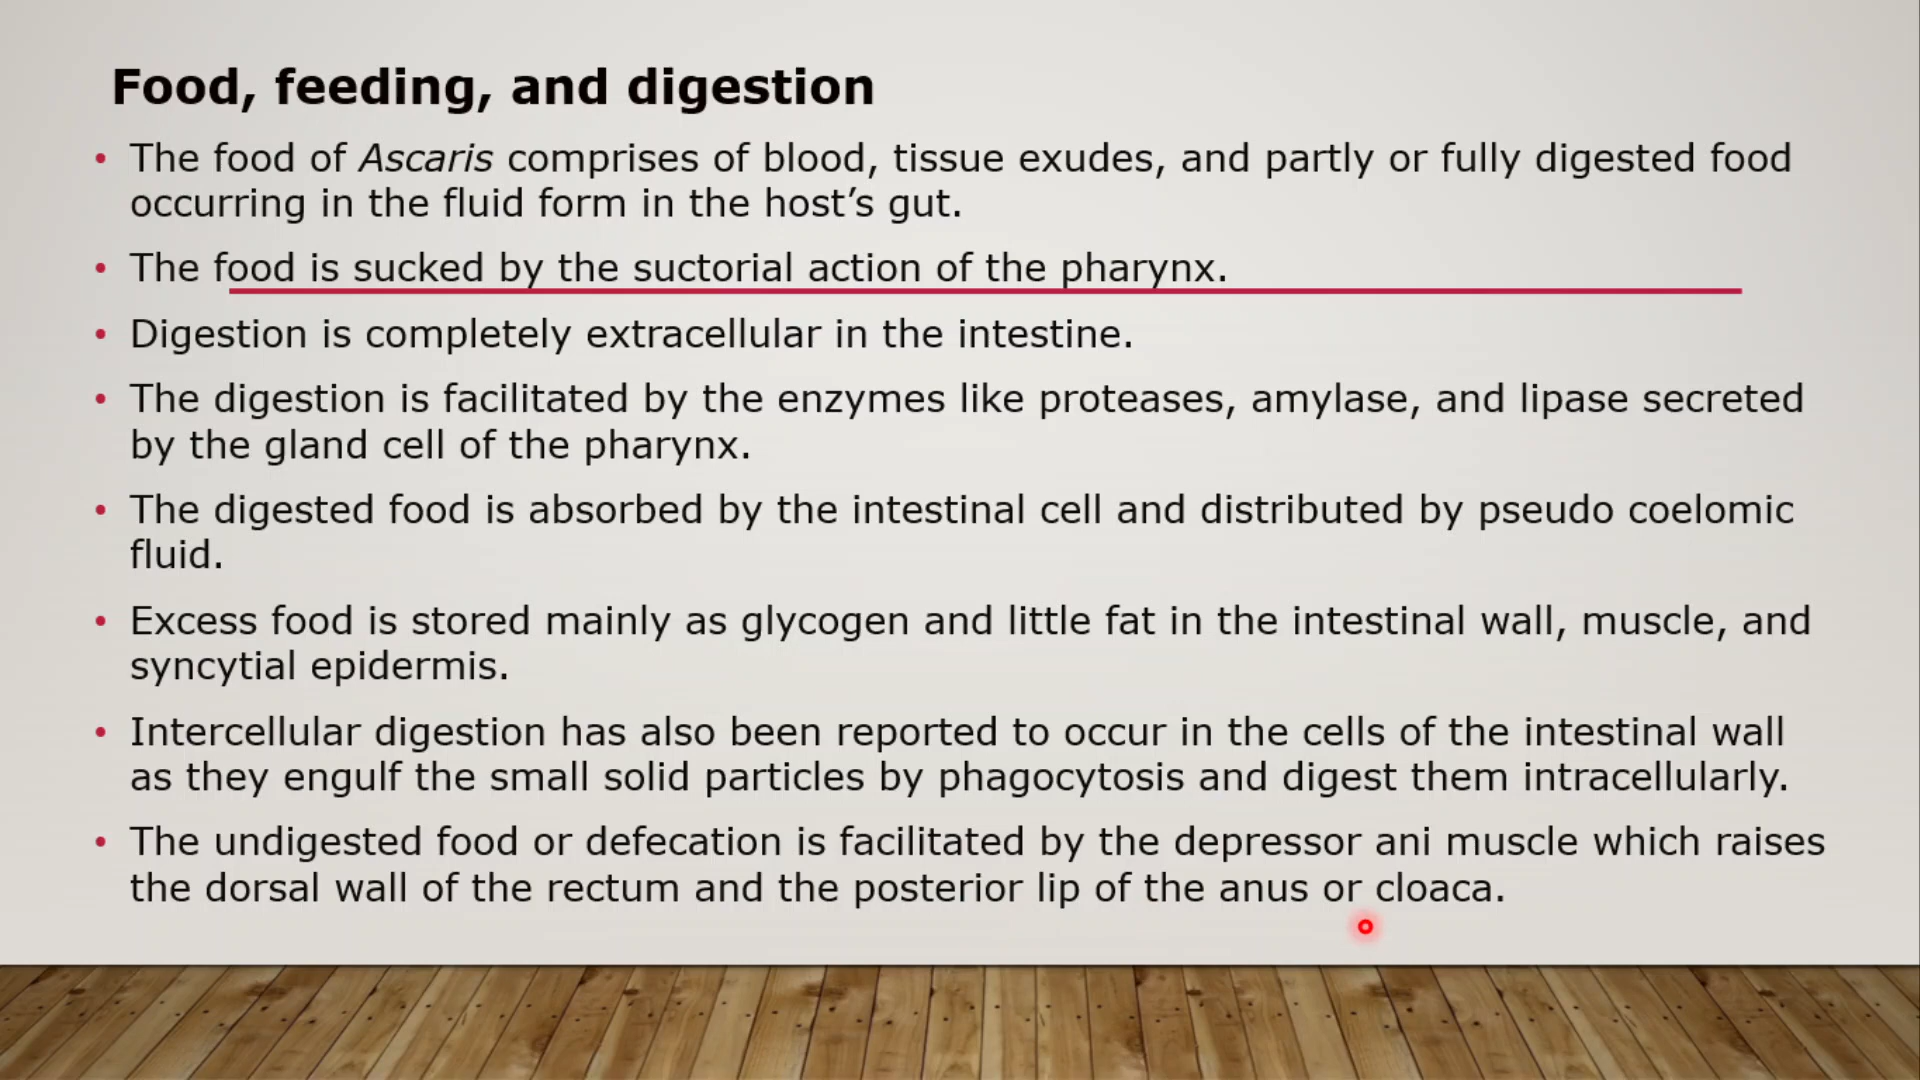 Food, feeding, and digestion
• The food of Ascaris comprises of blood, tissue exudes, and partly or fully digested food
occurring in the fluid form in the host’s gut.
• The food is sucked by the suctorial action of the pharynx.
• Digestion is completely extracellular in the intestine.
• The digestion is facilitated by the enzymes like proteases, amylase, and lipase secreted
by the gland cell of the pharynx.
• The digested food is absorbed by the intestinal cell and distributed by pseudo coelomic
fluid.
• Excess food is stored mainly as glycogen and little fat in the intestinal wall, muscle, and
syncytial epidermis.
• Intercellular digestion has also been reported to occur in the cells of the intestinal wall
as they engulf the small solid particles by phagocytosis and digest them intracellularly.
• The undigested food or defecation is facilitated by the depressor ani muscle which raises
the dorsal wall of the rectum and the posterior lip of the anus or cloaca.